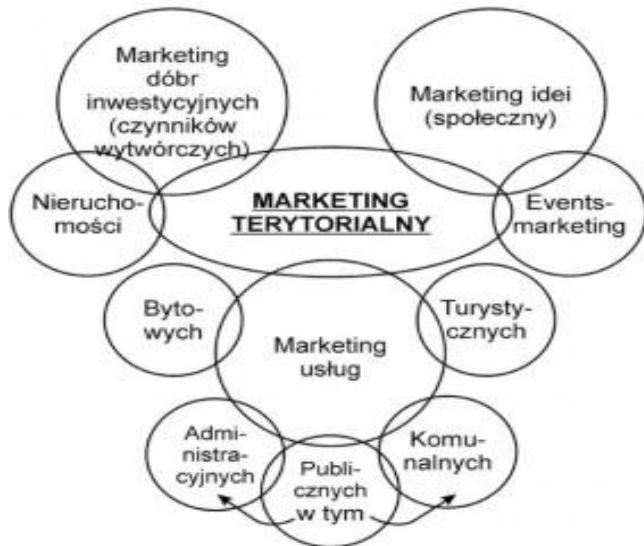 Marketing
dóbr
inwestycyjnych
(czynników
wytwórczych)
Marketing idei
(społeczny)
Nierucho-
mości
MARKETING
TERYTORIALNY
Events-
marketing
Byto-
wych
Marketing
usług
Turysty-
cznych
Admi-
nistra-
cyjnych
Publi-
cznych
w tym
Komu-
nalnych